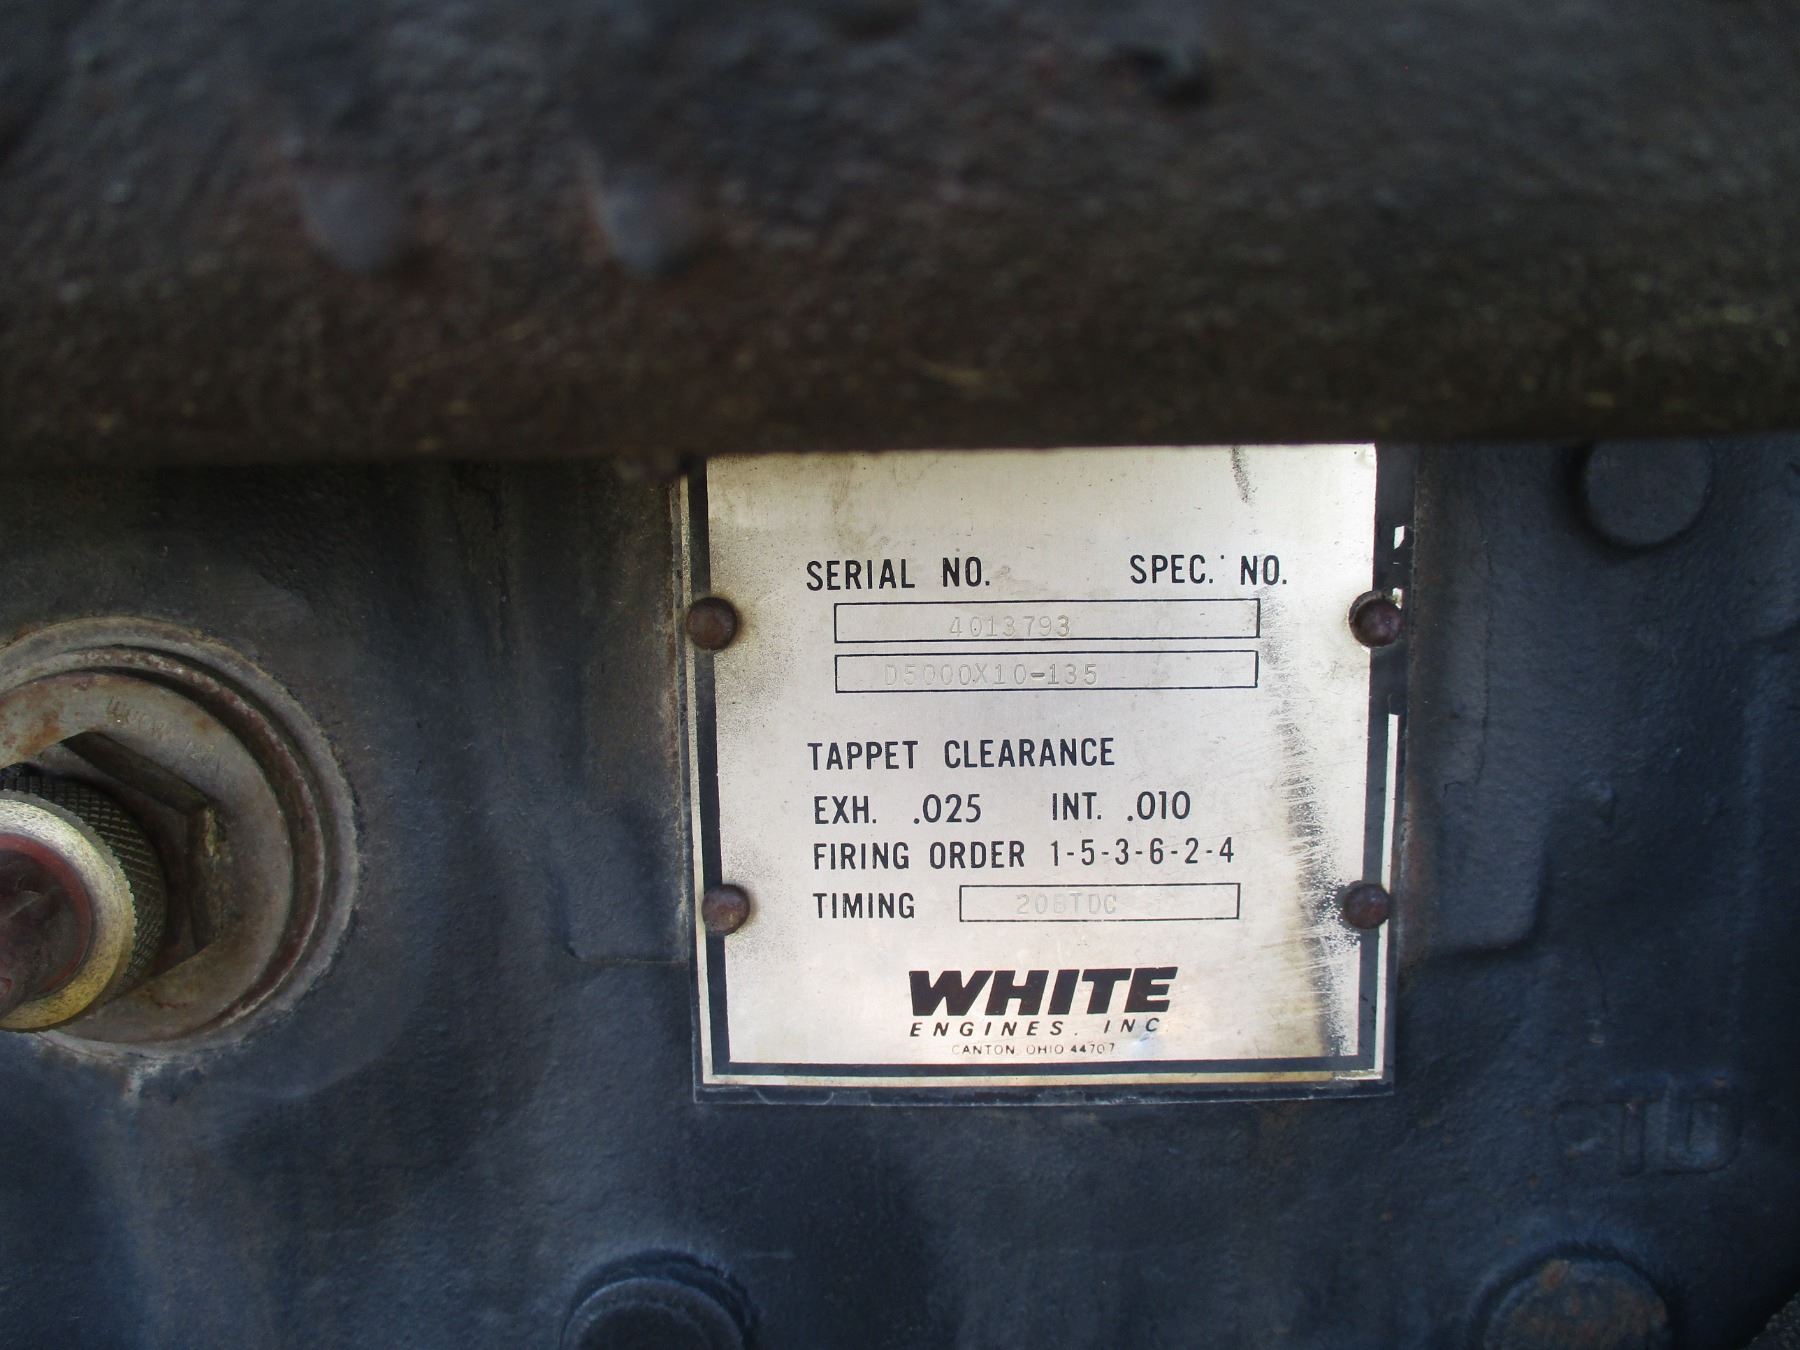 SERIAL NO. SPEC. NO.
4013793
D5000X10-135
TAPPET CLEARANCE
EXH. .025 INT. .010
FIRING ORDER 1-5-3-6-2-4
TIMING 20BTDC
WHITE
ENGINES, INC.
CANTON, OHIO 44707